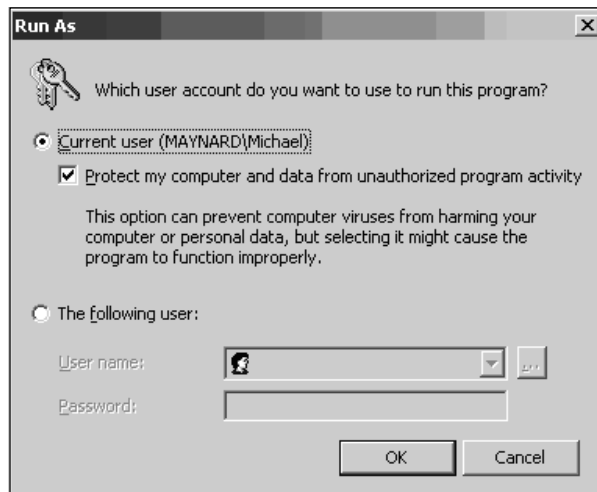 Run As
Which user account do you want to use to run this program?
Current user (MAYNARD\Michael)
Protect my computer and data from unauthorized program activity
This option can prevent computer viruses from harming your
computer or personal data, but selecting it might cause the
program to function improperly.
The following user:
User name:
...
Password:
OK
Cancel